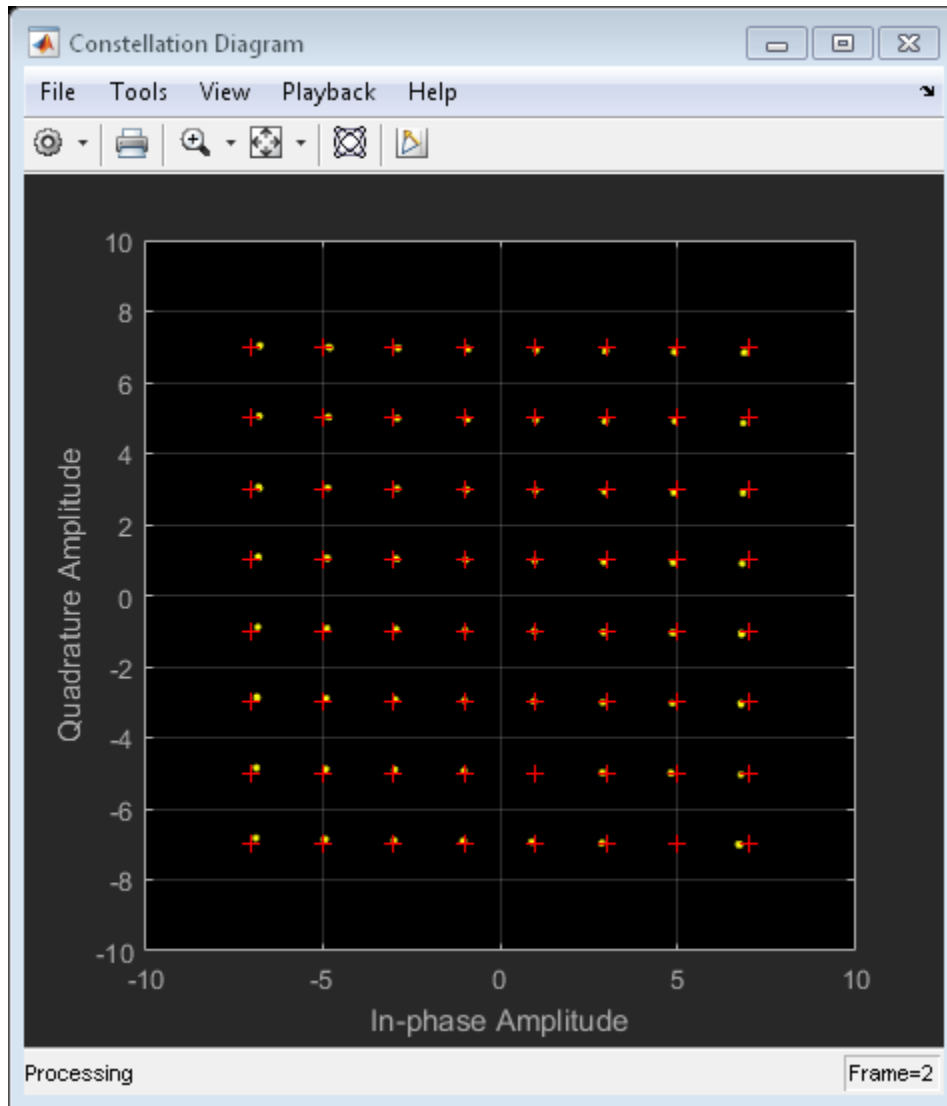 Constellation Diagram
File Tools View Playback Help
10
8
6
4
2
0
-2
-4
-6
-8
-10
Quadrature Amplitude
-10 -5 0 5 10
In-phase Amplitude
Processing Frame=2